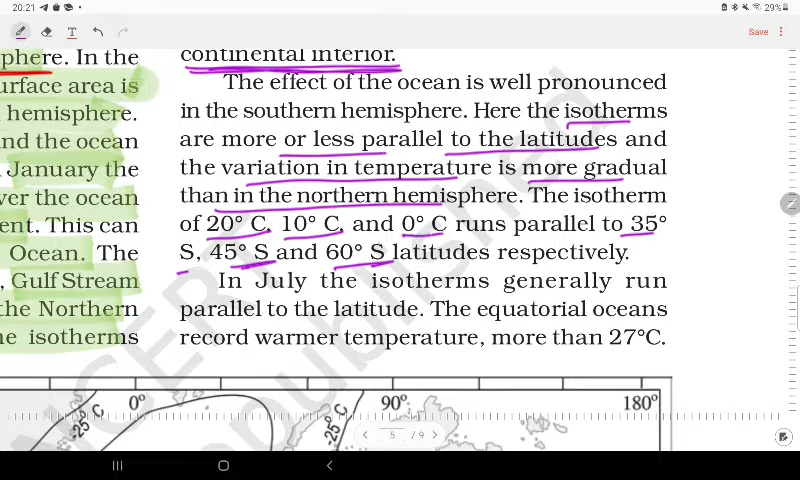 20:21
29%
Save
sphere. In the
urface area is
hemisphere.
nd the ocean
January the
ver the ocean
ent. This can
Ocean. The
, Gulf Stream
the Northern
ne isotherms
continental interior.
The effect of the ocean is well pronounced
in the southern hemisphere. Here the isotherms
are more or less parallel to the latitudes and
the variation in temperature is more gradual
than in the northern hemisphere. The isotherm
of 20° C, 10° C, and 0° C runs parallel to 35°
S, 45° S and 60° S latitudes respectively.
In July the isotherms generally run
parallel to the latitude. The equatorial oceans
record warmer temperature, more than 27°C.
0° 90° 180°
-25° C -25° C
5 / 9